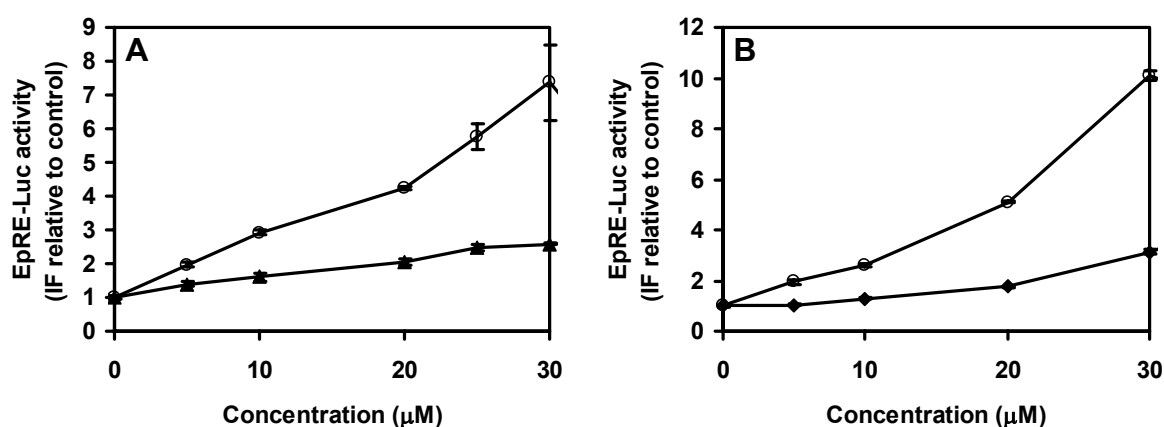 A
EpRE-Luc activity
(IF relative to control)
9
8
7
6
5
4
3
2
1
0
0 10 20 30
Concentration (μM)
B
EpRE-Luc activity
(IF relative to control)
12
10
8
6
4
2
0
0 10 20 30
Concentration (μM)